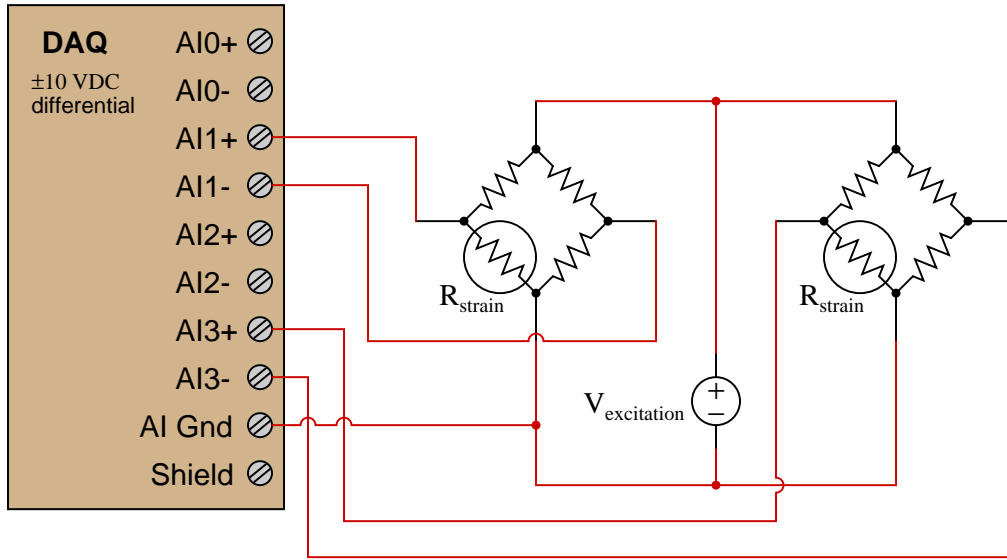 DAQ
±10 VDC
differential
AI0+
AI0-
AI1+
AI1-
AI2+
AI2-
AI3+
AI3-
AI Gnd
Shield
Rstrain
Rstrain
Vexcitation
+
−